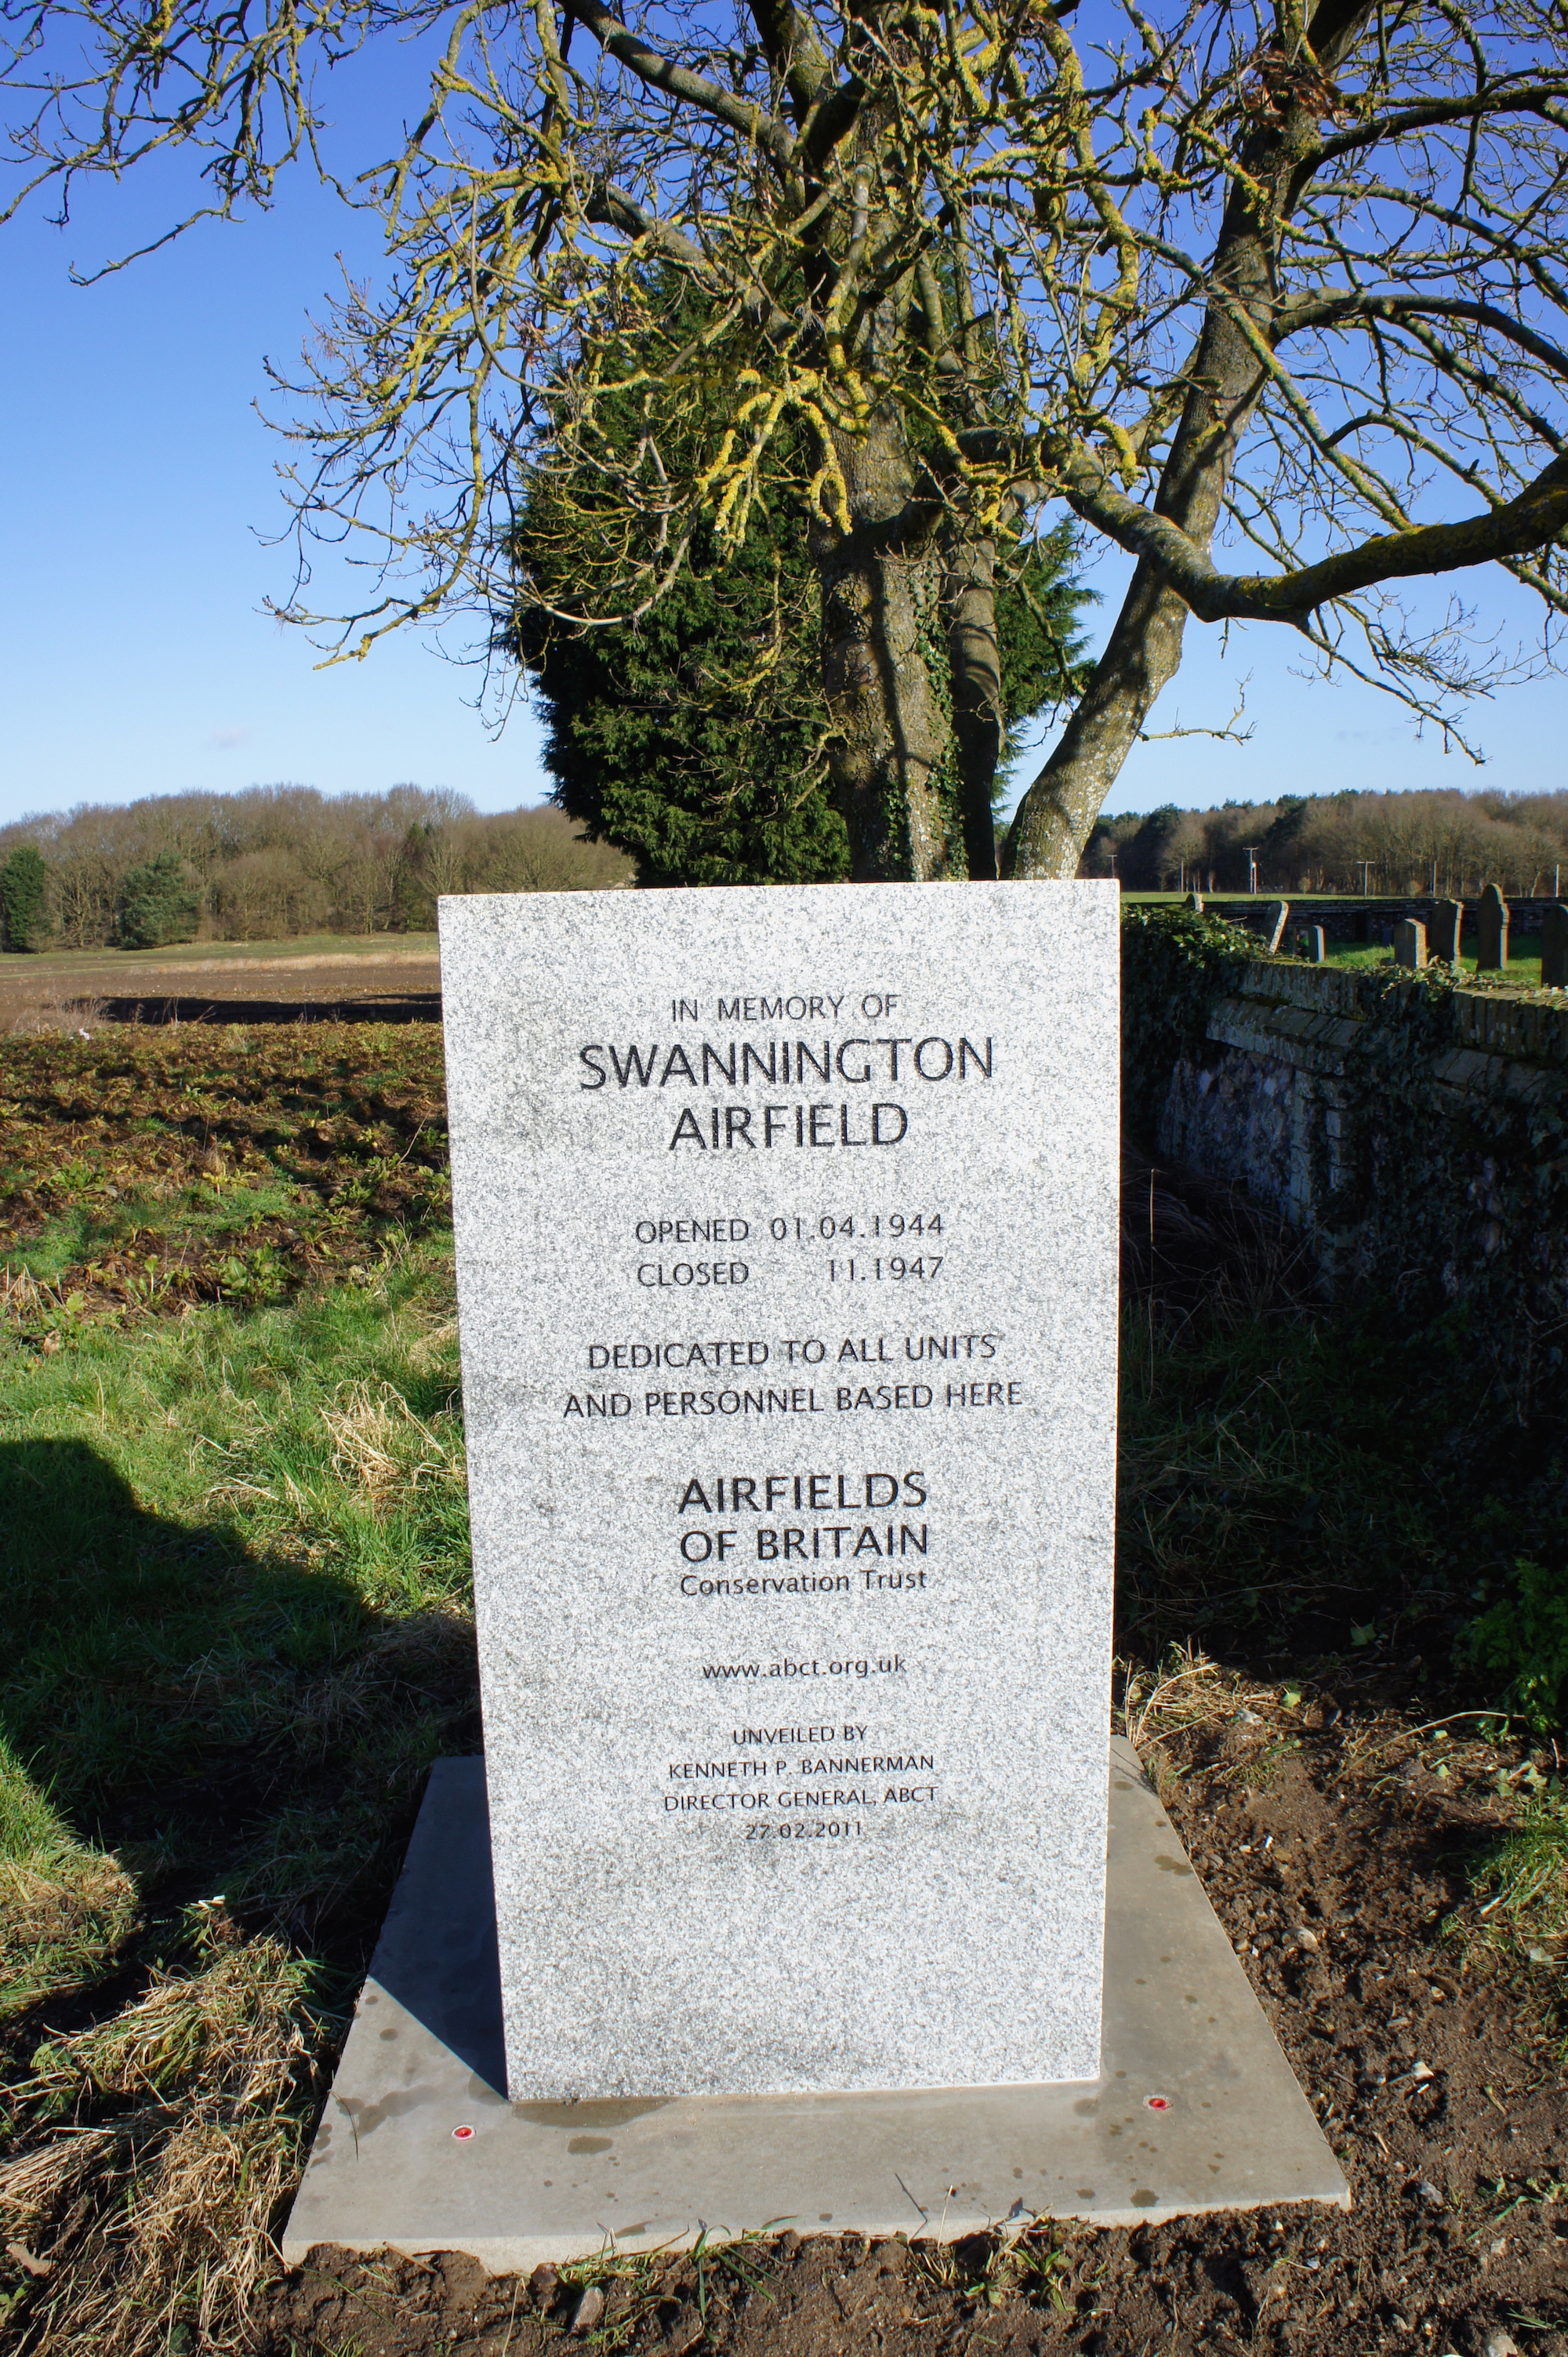 IN MEMORY OF
SWANNINGTON
AIRFIELD
OPENED 01.04.1944
CLOSED 11.1947
DEDICATED TO ALL UNITS
AND PERSONNEL BASED HERE
AIRFIELDS
OF BRITAIN
Conservation Trust
www.abct.org.uk
UNVEILED BY
KENNETH P. BANNERMAN
DIRECTOR GENERAL, ABCT
27.02.2011